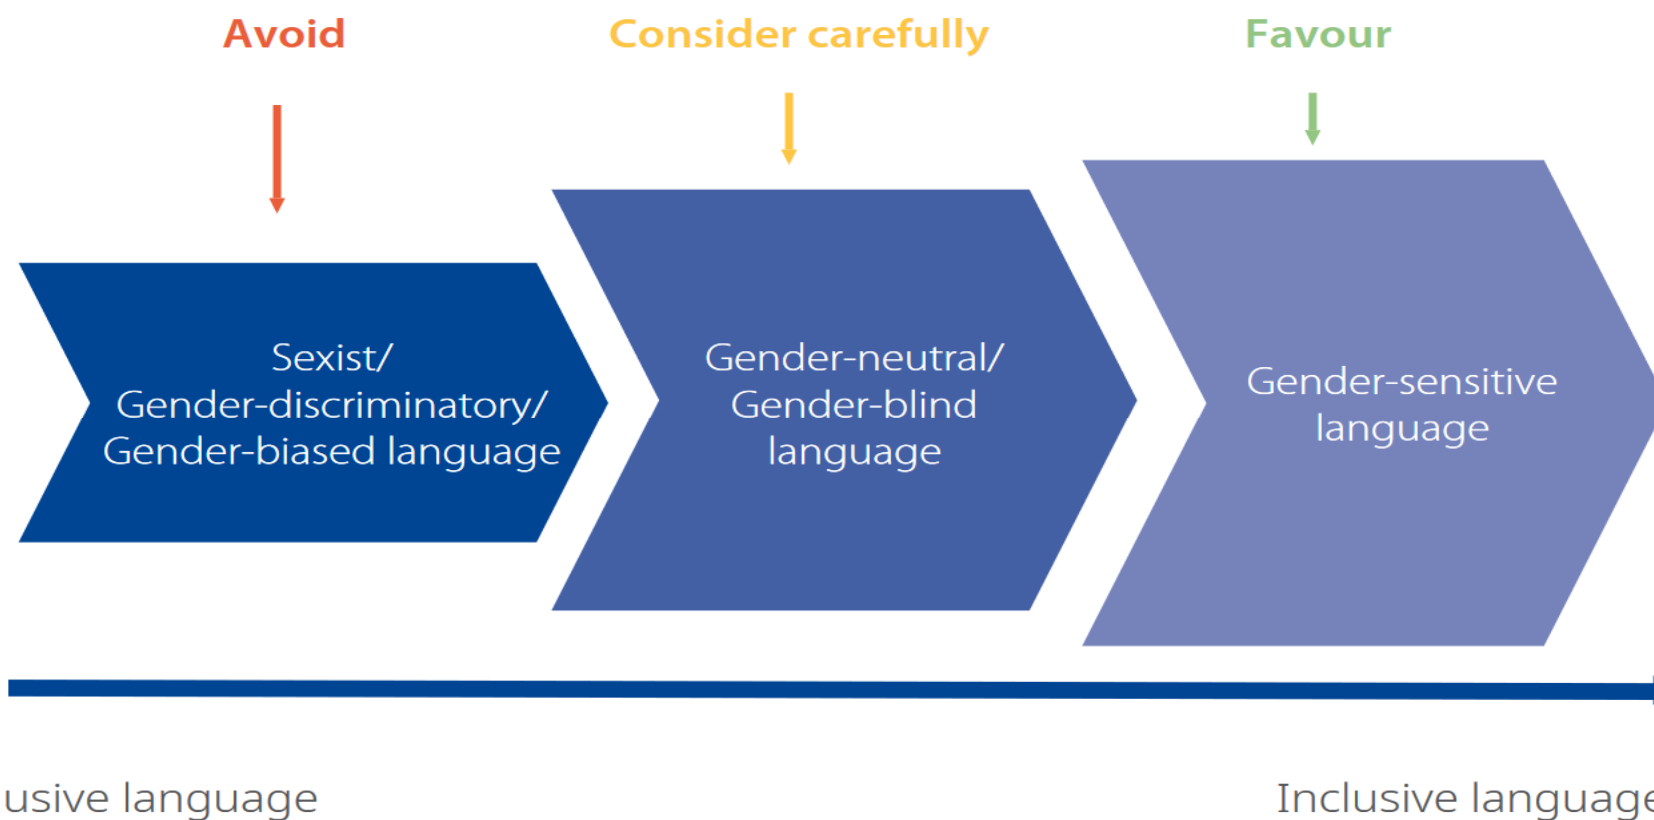 Avoid
Consider carefully
Favour
Sexist/
Gender-discriminatory/
Gender-biased language
Gender-neutral/
Gender-blind
language
Gender-sensitive
language
usive language
Inclusive language